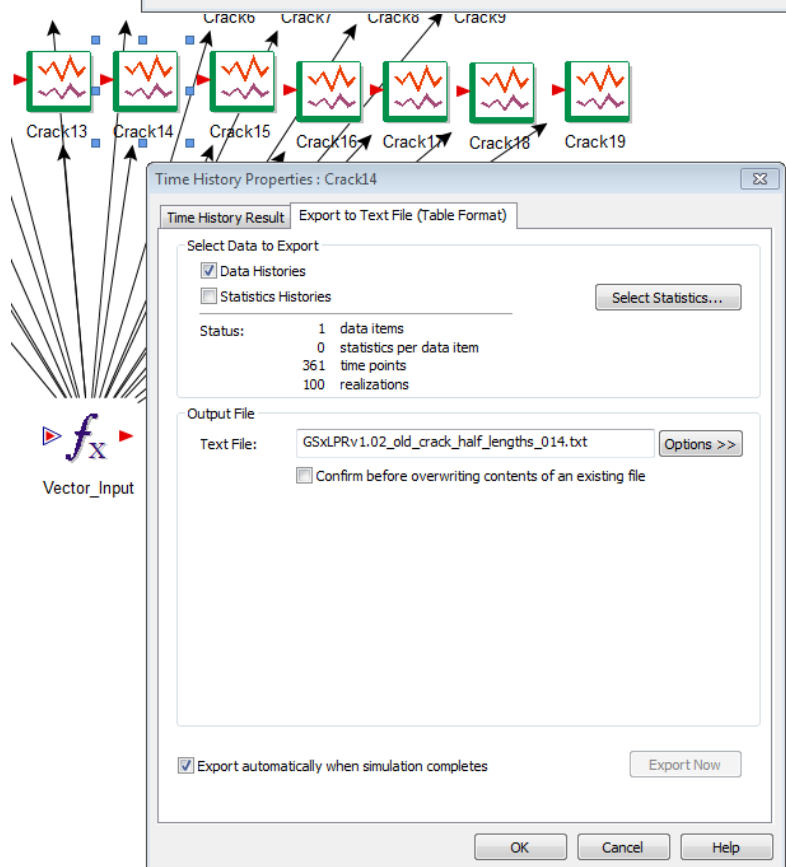 Crack6 Crack7 Crack8 Crack9
Crack13 Crack14 Crack15 Crack16 Crack17 Crack18 Crack19
Time History Properties : Crack14
Time History Result Export to Text File (Table Format)
Select Data to Export
Data Histories
Statistics Histories
Select Statistics...
Status: 1 data items
0 statistics per data item
361 time points
100 realizations
Output File
Text File: GSxLPRv1.02_old_crack_half_lengths_014.txt Options >>
Confirm before overwriting contents of an existing file
fx
Vector_Input
Export automatically when simulation completes Export Now
OK Cancel Help